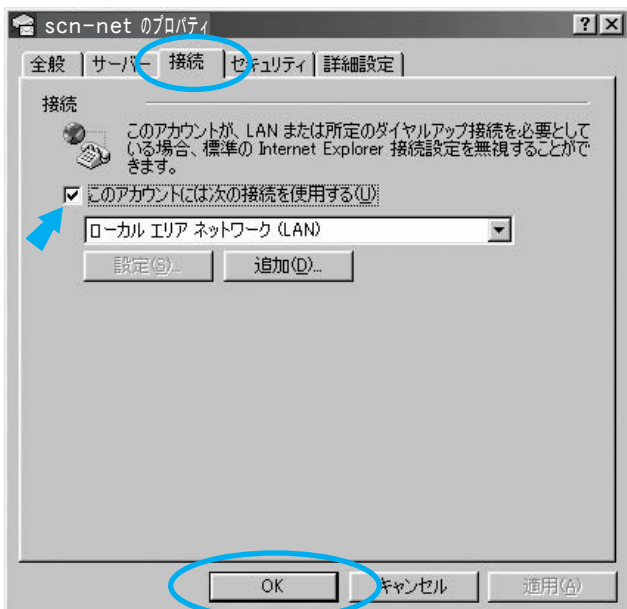 scn-net のプロパティ
全般 サーバー 接続 セキュリティ 詳細設定
接続
このアカウントが、LAN または所定のダイヤルアップ接続を必要として
いる場合、標準の Internet Explorer 接続設定を無視することがで
きます。
このアカウントには次の接続を使用する(U)
ローカル エリア ネットワーク (LAN)
設定(S)... 追加(D)...
OK キャンセル 適用(A)